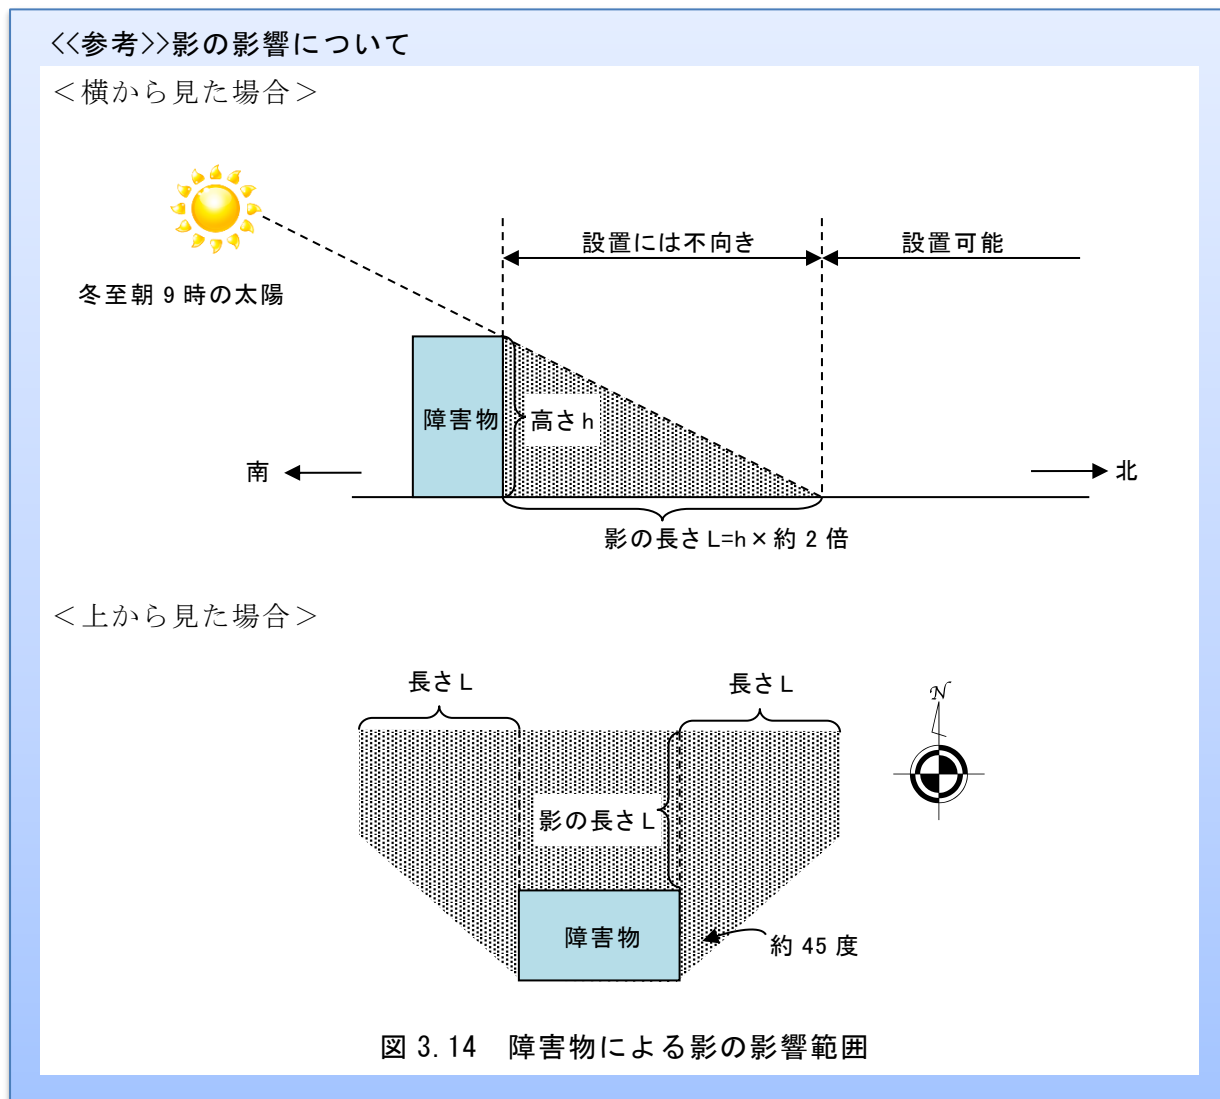 ≪参考≫影の影響について
＜横から見た場合＞
設置には不向き
設置可能
冬至朝 9 時の太陽
障害物
高さ h
南
北
影の長さ L=h×約 2 倍
＜上から見た場合＞
長さ L
長さ L
N
影の長さ L
障害物
約 45 度
図 3.14　障害物による影の影響範囲